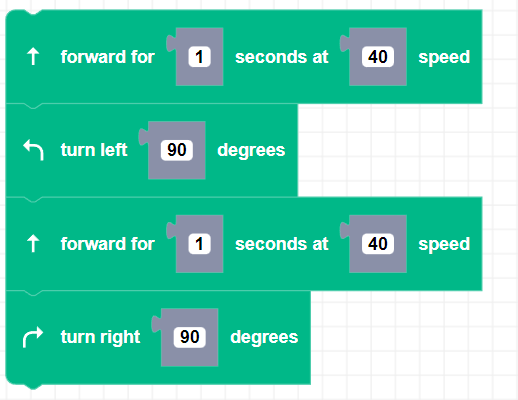 forward for 1 seconds at 40 speed
turn left 90 degrees
forward for 1 seconds at 40 speed
turn right 90 degrees